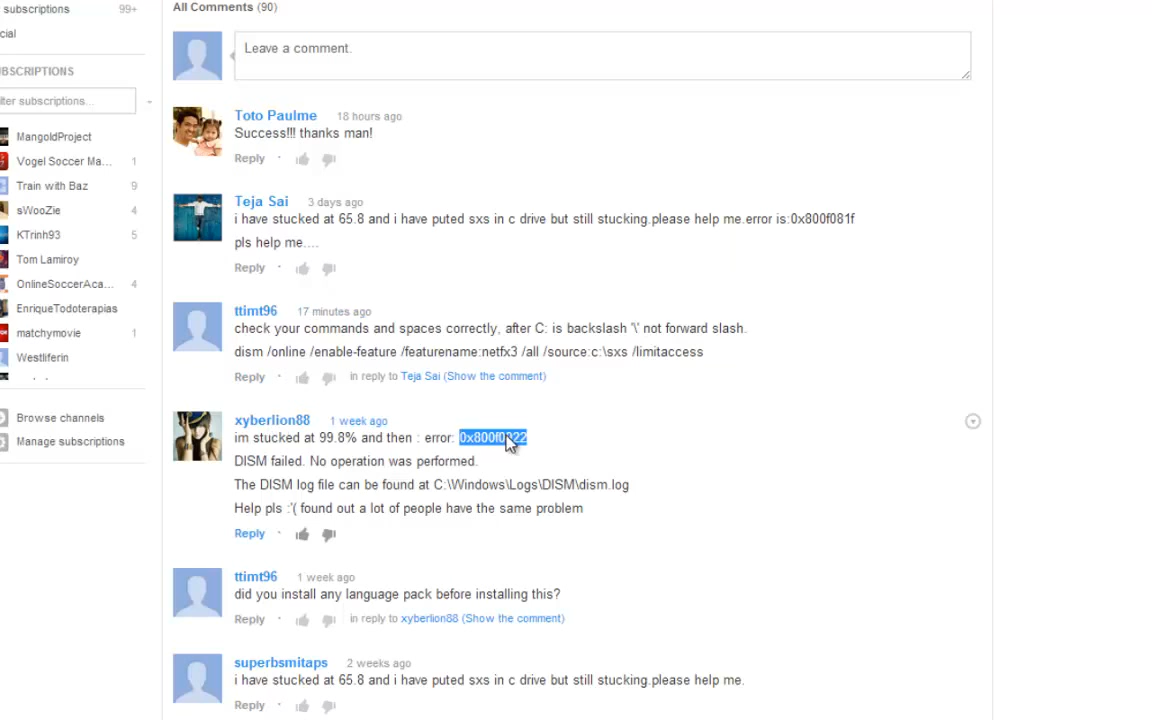 subscriptions 99+
cial
BSCRIPTIONS
lter subscriptions...
MangoldProject
Vogel Soccer Ma... 1
Train with Baz 9
sWooZie 4
KTrinh93 5
Tom Lamiroy
OnlineSoccerAca... 4
EnriqueTodoterapias
matchymovie 1
Westliferin
Browse channels
Manage subscriptions
All Comments (90)
Leave a comment.
Toto Paulme 18 hours ago
Success!!! thanks man!
Reply ·
Teja Sai 3 days ago
i have stucked at 65.8 and i have puted sxs in c drive but still stucking.please help me.error is:0x800f081f
pls help me....
Reply ·
ttimt96 17 minutes ago
check your commands and spaces correctly, after C: is backslash '\' not forward slash.
dism /online /enable-feature /featurename:netfx3 /all /source:c:\sxs /limitaccess
Reply · in reply to Teja Sai (Show the comment)
xyberlion88 1 week ago
im stucked at 99.8% and then : error: 0x800f0922
DISM failed. No operation was performed.
The DISM log file can be found at C:\Windows\Logs\DISM\dism.log
Help pls :'( found out a lot of people have the same problem
Reply ·
ttimt96 1 week ago
did you install any language pack before installing this?
Reply · in reply to xyberlion88 (Show the comment)
superbsmitaps 2 weeks ago
i have stucked at 65.8 and i have puted sxs in c drive but still stucking.please help me.
Reply ·